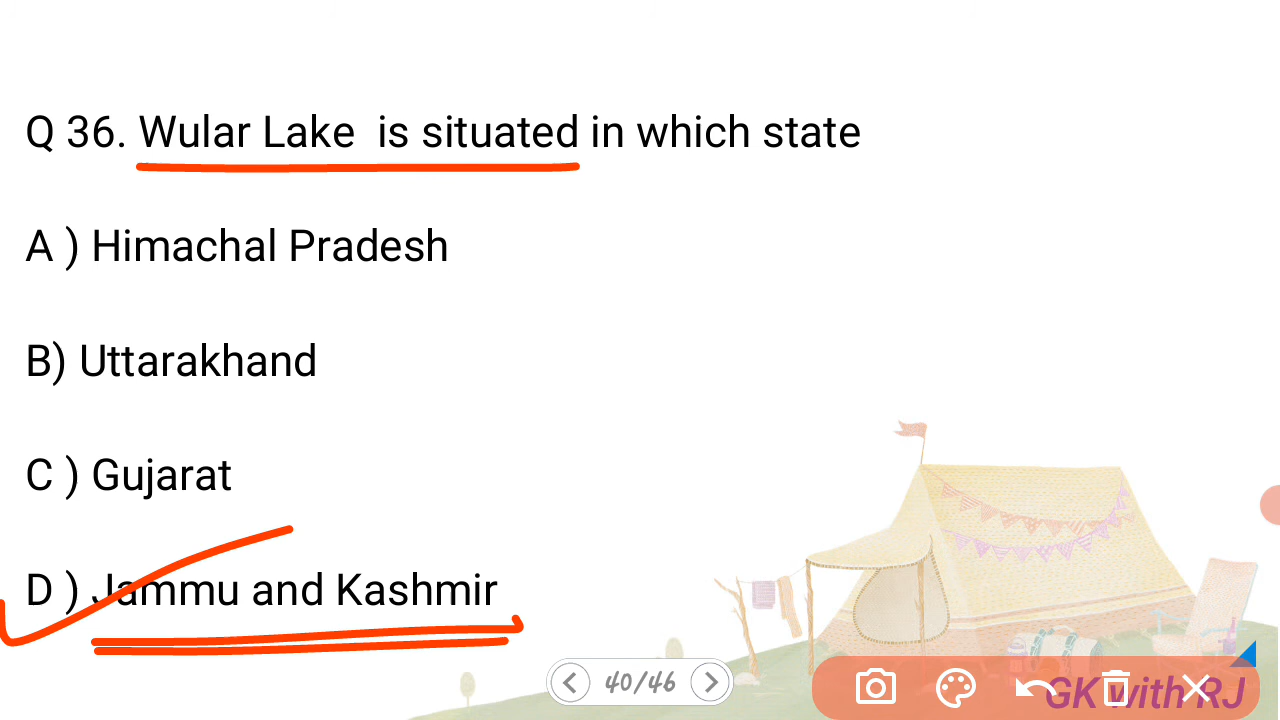 Q 36. Wular Lake is situated in which state
A ) Himachal Pradesh
B) Uttarakhand
C ) Gujarat
D ) Jammu and Kashmir
40/46
GK with RJ